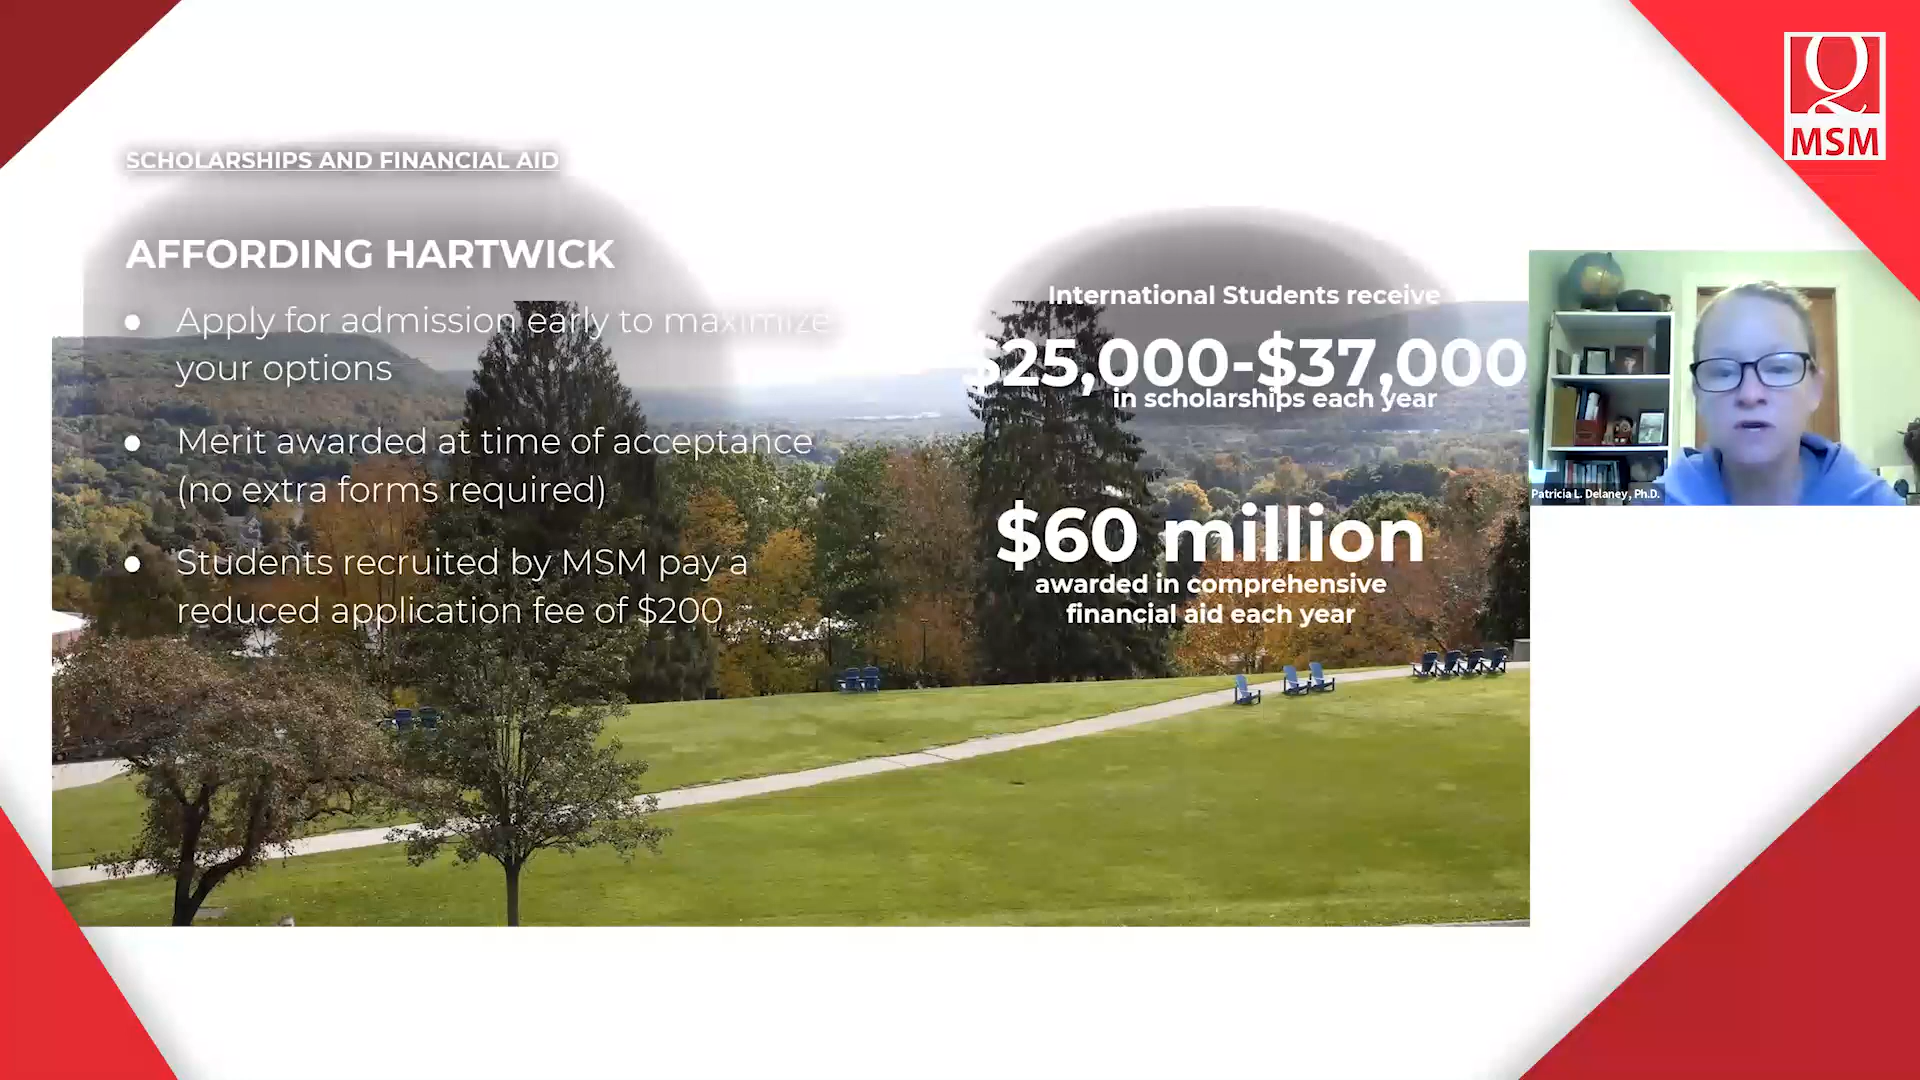 SCHOLARSHIPS AND FINANCIAL AID
AFFORDING HARTWICK
● Apply for admission early to maximize
your options
● Merit awarded at time of acceptance
(no extra forms required)
● Students recruited by MSM pay a
reduced application fee of $200
International Students receive
$25,000-$37,000
in scholarships each year
$60 million
awarded in comprehensive
financial aid each year
Q
MSM
Patricia L. Delaney, Ph.D.